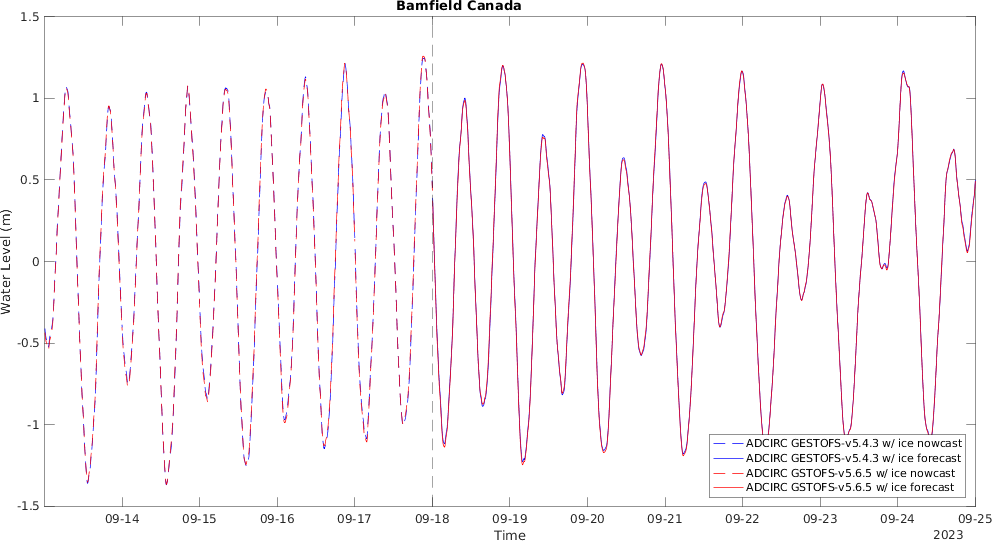 Bamfield Canada
1.5
1
0.5
0
-0.5
-1
-1.5
Water Level (m)
09-14 09-15 09-16 09-17 09-18 09-19 09-20 09-21 09-22 09-23 09-24 09-25
Time
2023
ADCIRC GESTOFS-v5.4.3 w/ ice nowcast
ADCIRC GESTOFS-v5.4.3 w/ ice forecast
ADCIRC GSTOFS-v5.6.5 w/ ice nowcast
ADCIRC GSTOFS-v5.6.5 w/ ice forecast